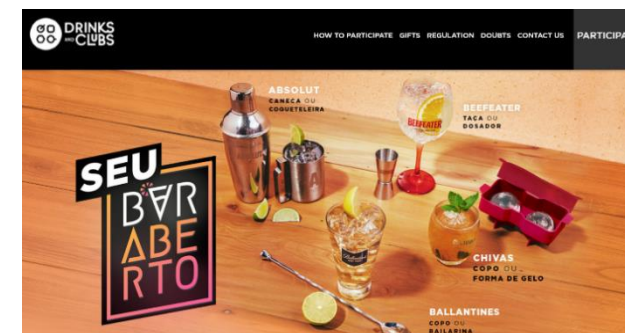 DRINKS
AND CLUBS
HOW TO PARTICIPATE GIFTS REGULATION DOUBTS CONTACT US PARTICIPA
ABSOLUT
CANECA OU
COQUETELEIRA
BEEFEATER
TAÇA OU
DOSADOR
BEEFEATER
SEU
BAR
ABE
RTO
CHIVAS
COPO OU
FORMA DE GELO
BALLANTINES
COPO OU
BAILARINA